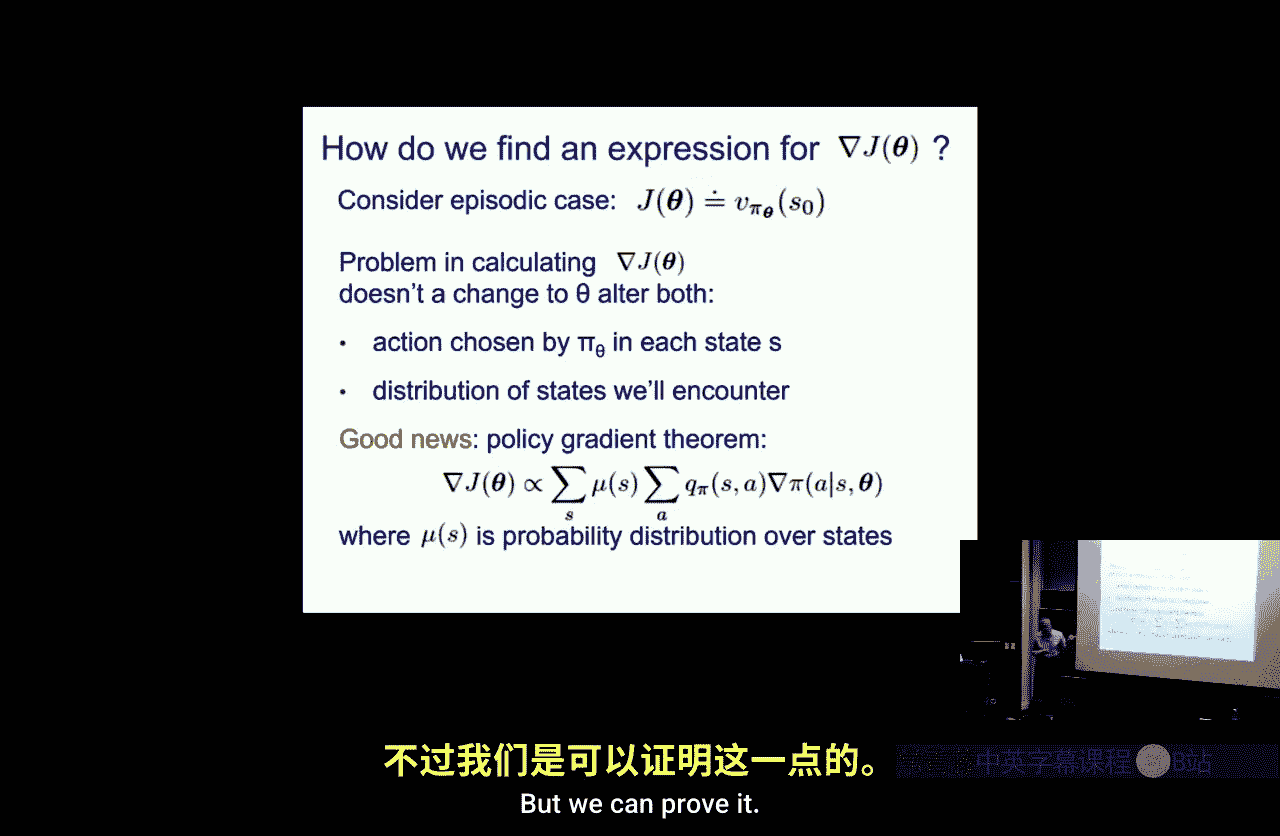 How do we find an expression for ∇J(θ) ?
Consider episodic case: J(θ) ≐ v_{π_θ}(s₀)
Problem in calculating ∇J(θ)
doesn't a change to θ alter both:
• action chosen by π_θ in each state s
• distribution of states we'll encounter
Good news: policy gradient theorem:
∇J(θ) ∝ ∑_s μ(s) ∑_a q_π(s, a)∇π(a|s, θ)
where μ(s) is probability distribution over states
不过我们是可以证明这一点的。
中英字幕课程
B站
But we can prove it.